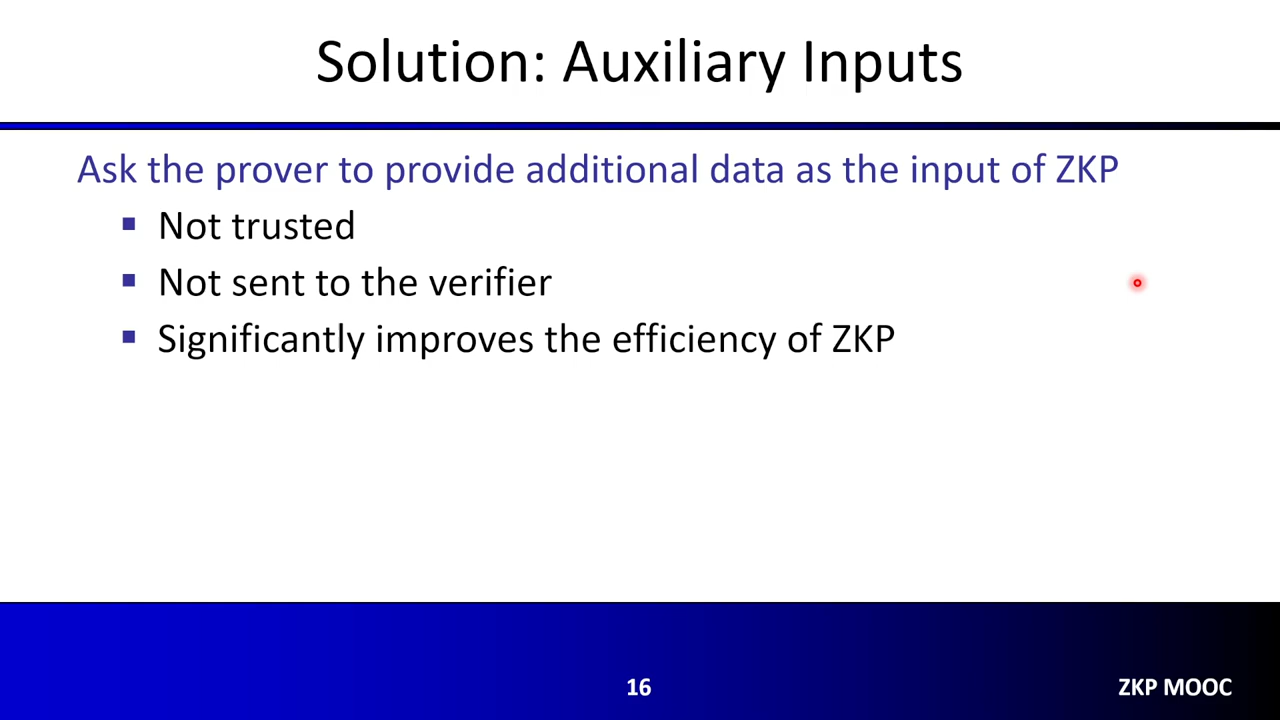 Solution: Auxiliary Inputs
Ask the prover to provide additional data as the input of ZKP
▪ Not trusted
▪ Not sent to the verifier
▪ Significantly improves the efficiency of ZKP
16
ZKP MOOC